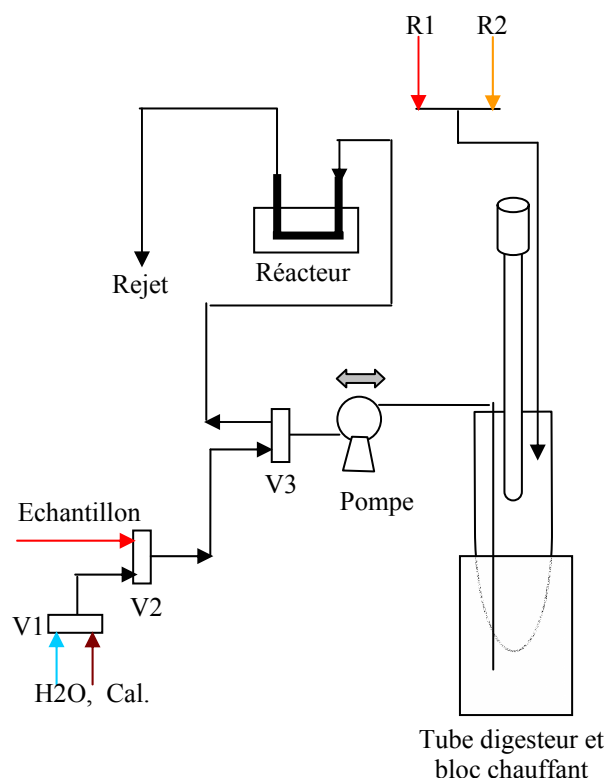 R1 R2
Rejet
Réacteur
V3
Pompe
Echantillon
V2
V1
H2O, Cal.
Tube digesteur et
bloc chauffant